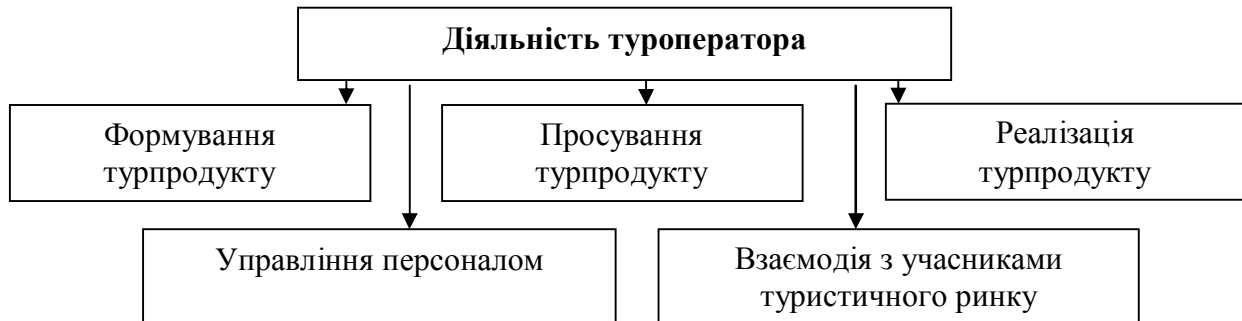 Діяльність туроператора
Формування
турпродукту
Просування
турпродукту
Реалізація
турпродукту
Управління персоналом
Взаємодія з учасниками
туристичного ринку